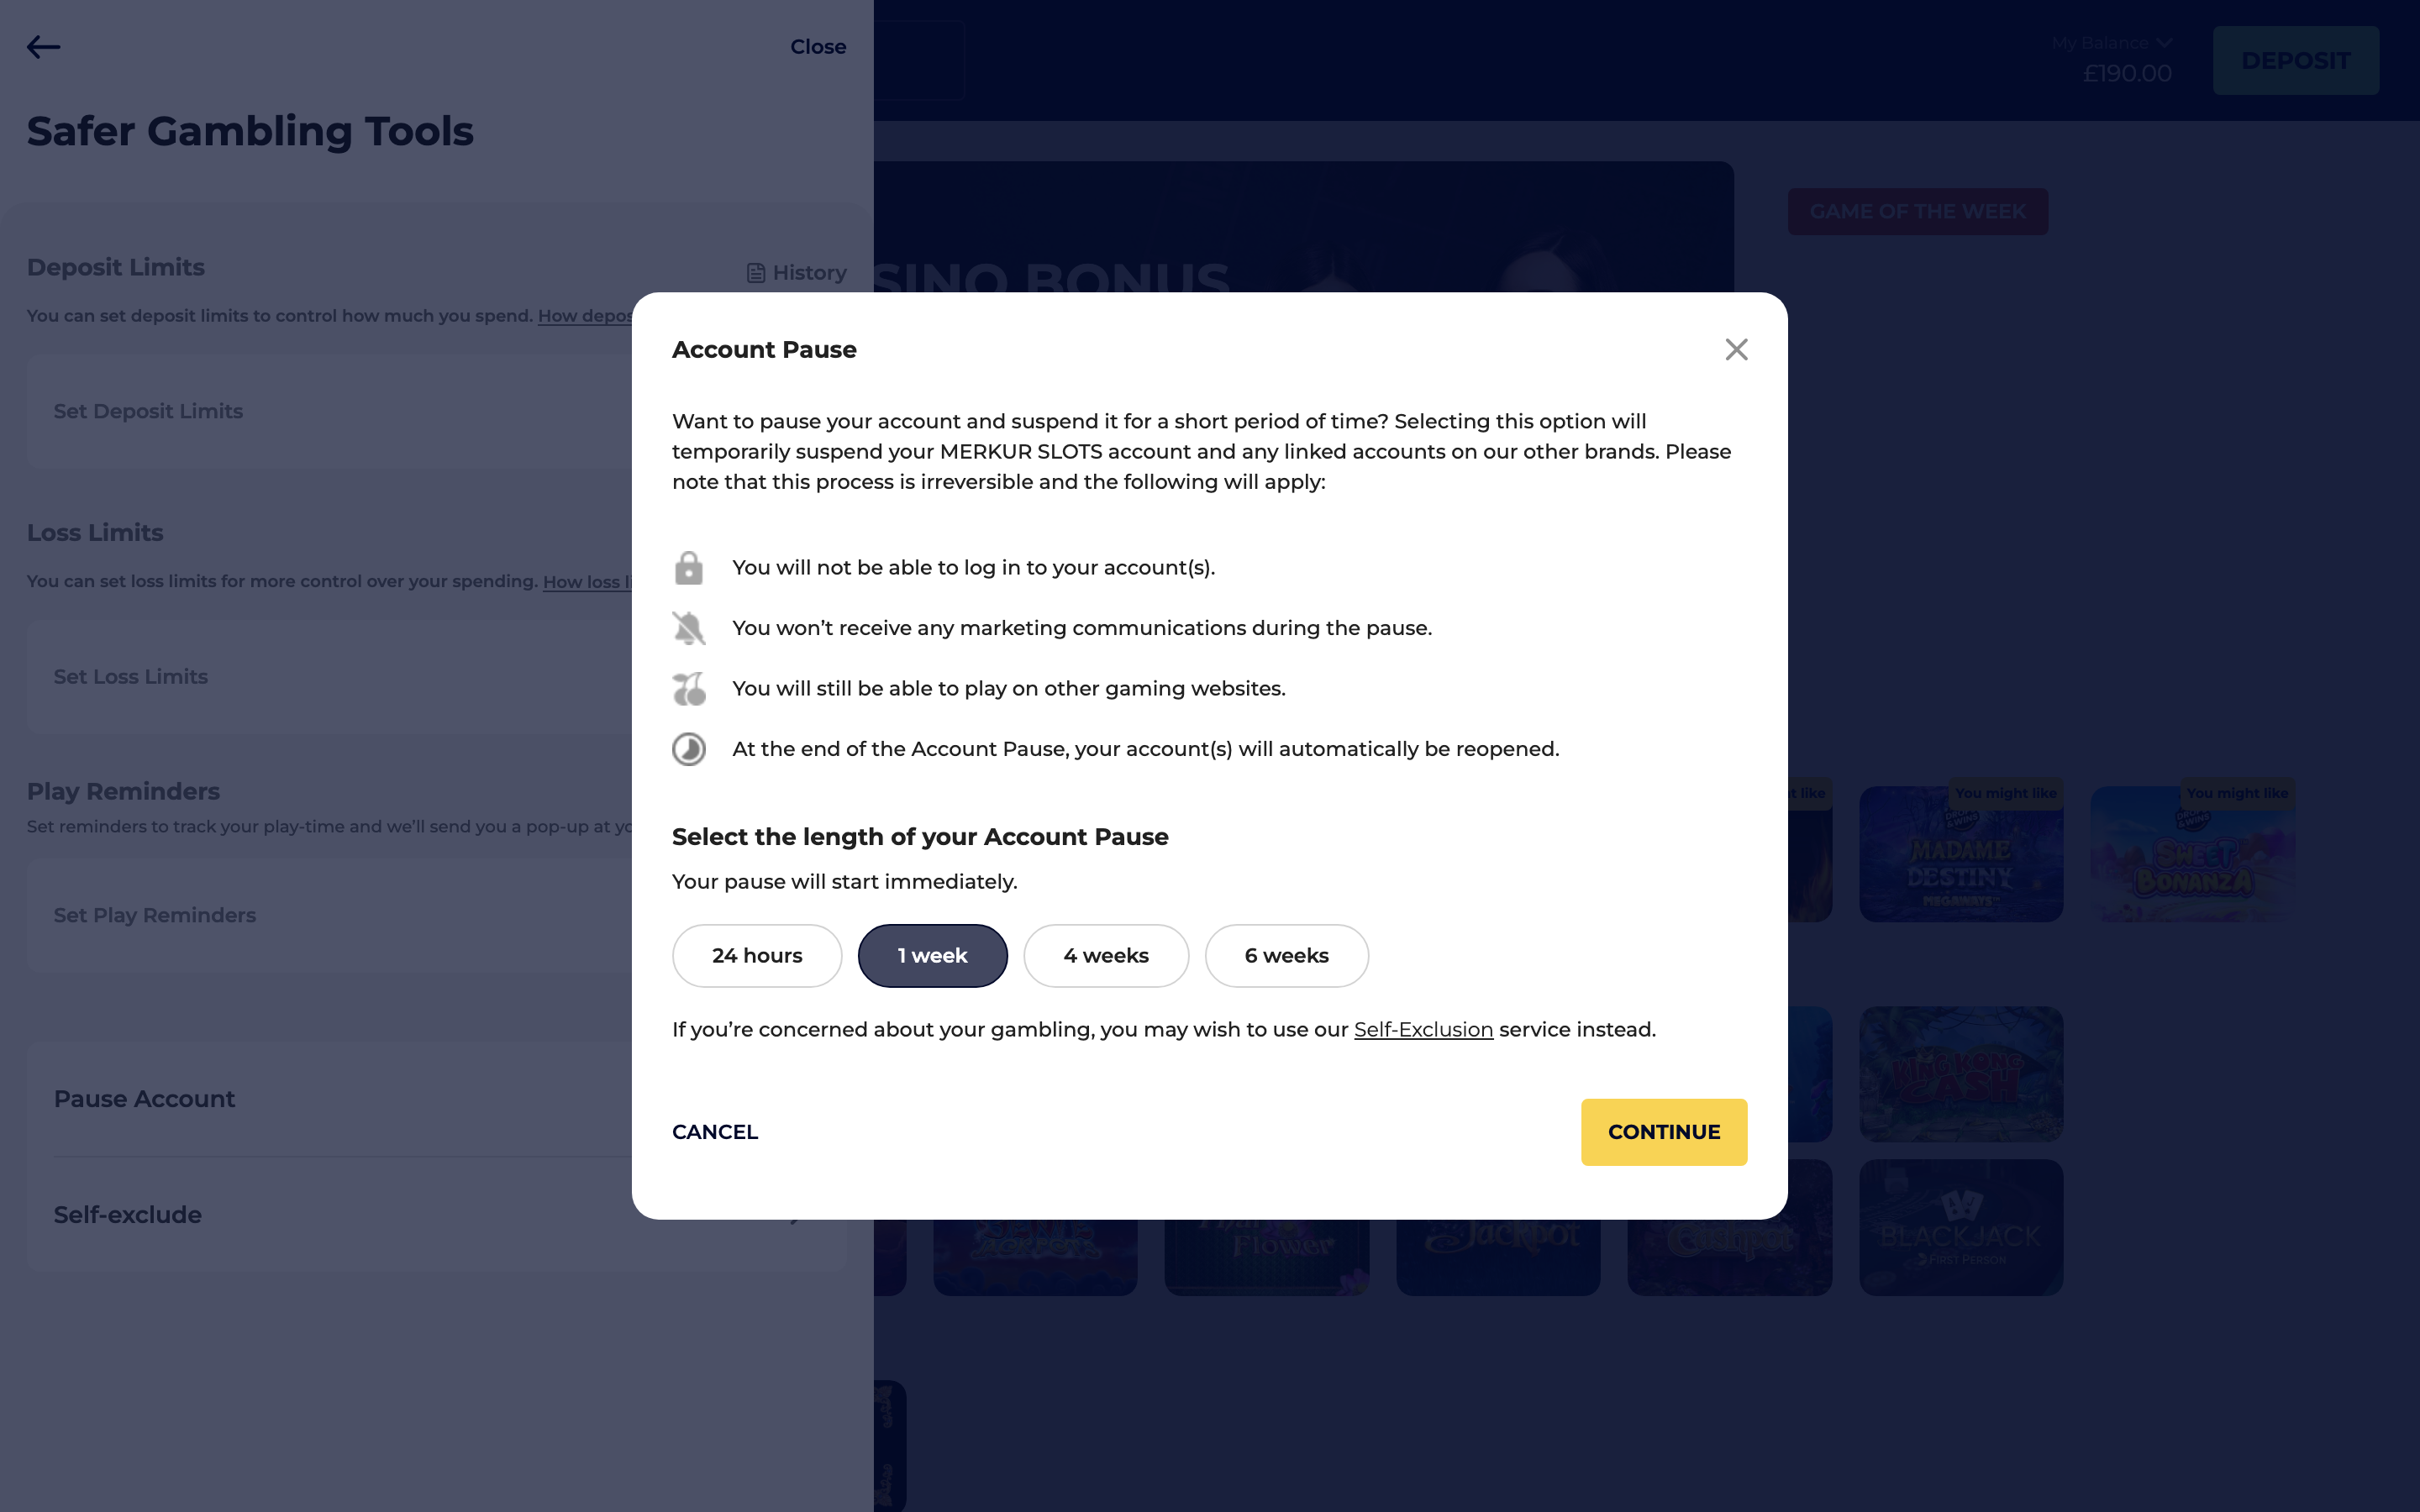 Close
My Balance
£190.00
DEPOSIT
Safer Gambling Tools
GAME OF THE WEEK
SINO BONUS
Deposit Limits
History
You can set deposit limits to control how much you spend. How depos
Set Deposit Limits
Loss Limits
You can set loss limits for more control over your spending. How loss li
Set Loss Limits
Play Reminders
Set reminders to track your play-time and we’ll send you a pop-up at yo
Set Play Reminders
Pause Account
Self-exclude
Account Pause
Want to pause your account and suspend it for a short period of time? Selecting this option will
temporarily suspend your MERKUR SLOTS account and any linked accounts on our other brands. Please
note that this process is irreversible and the following will apply:
You will not be able to log in to your account(s).
You won’t receive any marketing communications during the pause.
You will still be able to play on other gaming websites.
At the end of the Account Pause, your account(s) will automatically be reopened.
Select the length of your Account Pause
Your pause will start immediately.
24 hours
1 week
4 weeks
6 weeks
If you’re concerned about your gambling, you may wish to use our Self-Exclusion service instead.
CANCEL
CONTINUE
t like
You might like
You might like
DROPS
&WINS
MADAME
DESTINY
MEGAWAYS
DROPS
&WINS
SWEET
BONANZA
KING KONG
CASH
Flower
Jackpot
BLACKJACK
FIRST PERSON